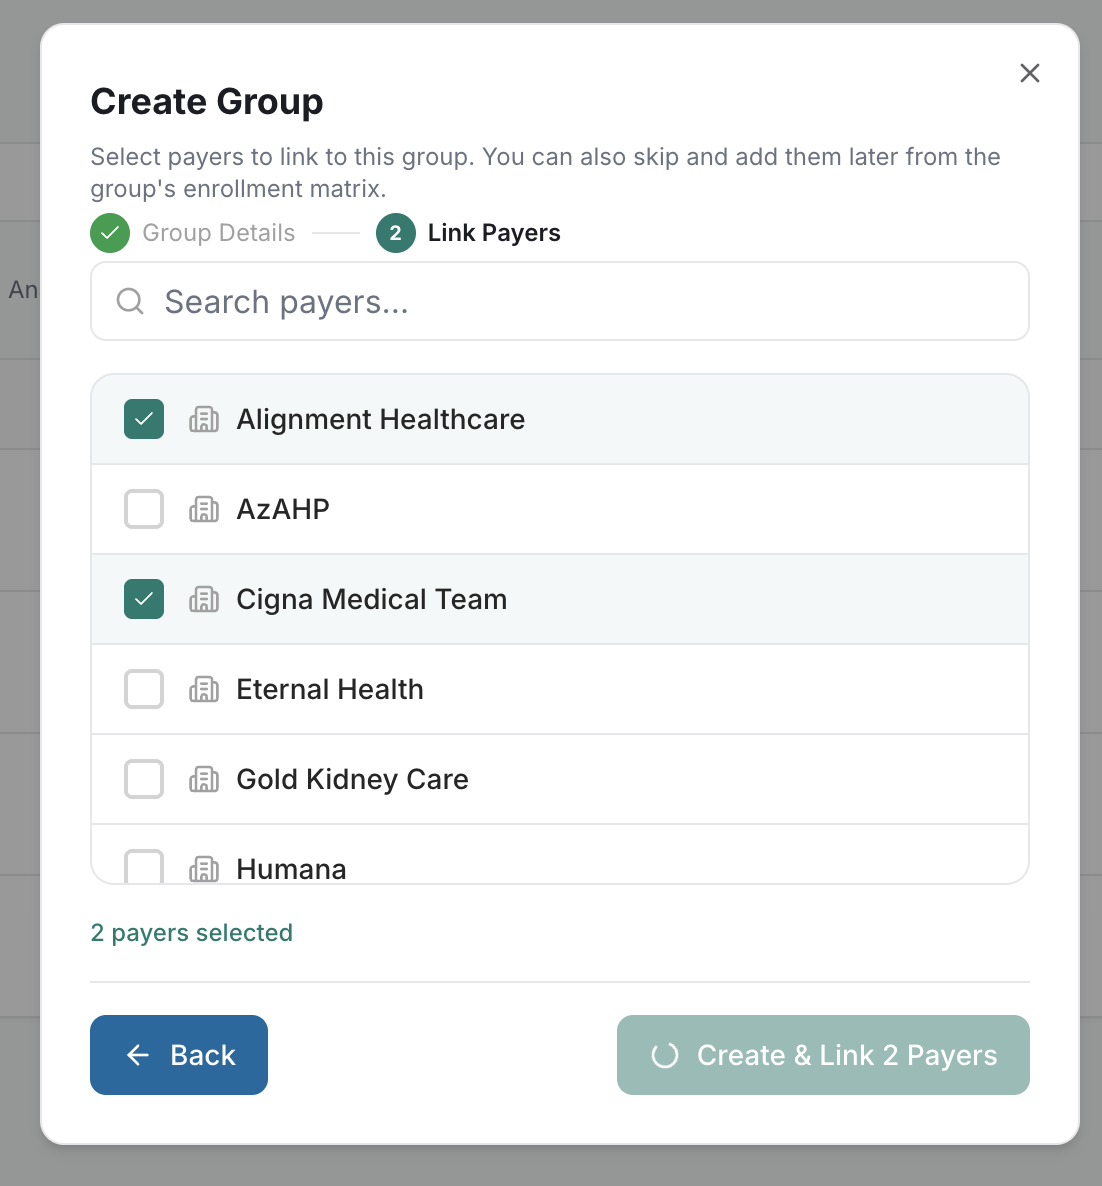 Create Group
Select payers to link to this group. You can also skip and add them later from the
group's enrollment matrix.
Group Details
2 Link Payers
An
Search payers...
Alignment Healthcare
AzAHP
Cigna Medical Team
Eternal Health
Gold Kidney Care
Humana
2 payers selected
Back
Create & Link 2 Payers